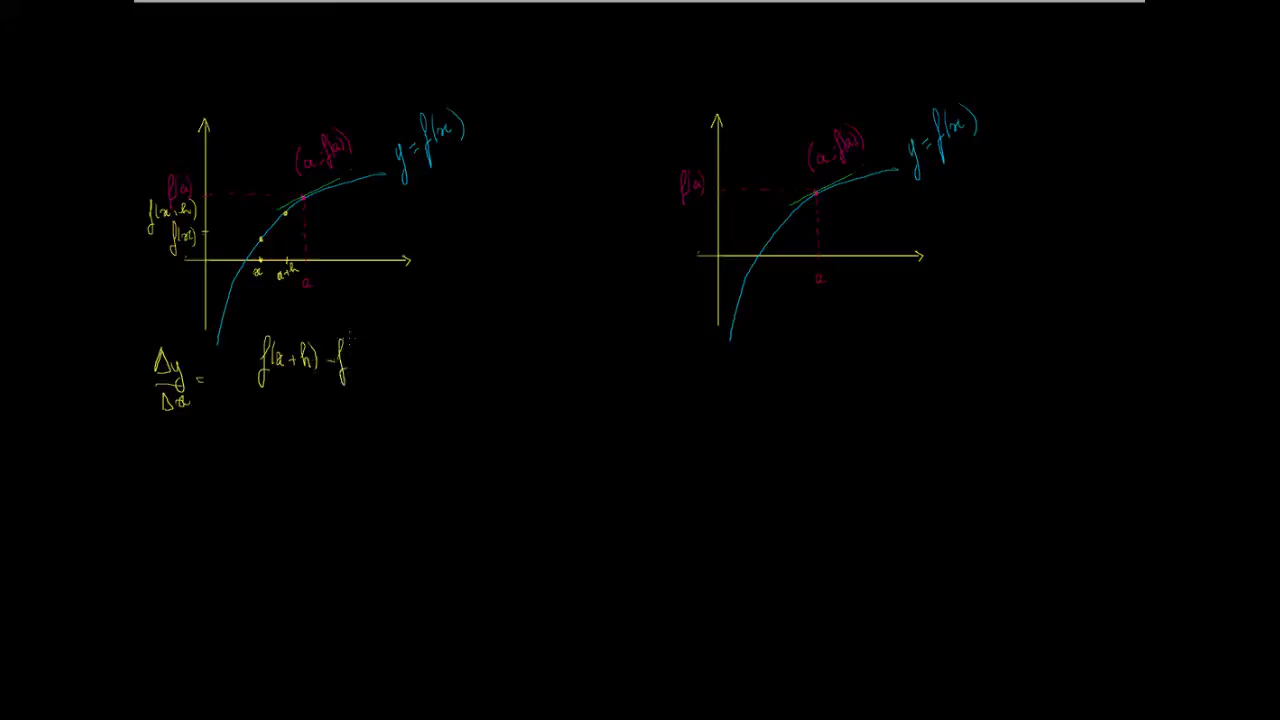 y = f(x)
(a, f(a))
f(a)
f(x+h)
f(x)
x
x+h
a
Δy
Δx
=
f(x+h) - f
y = f(x)
(a, f(a))
f(a)
a